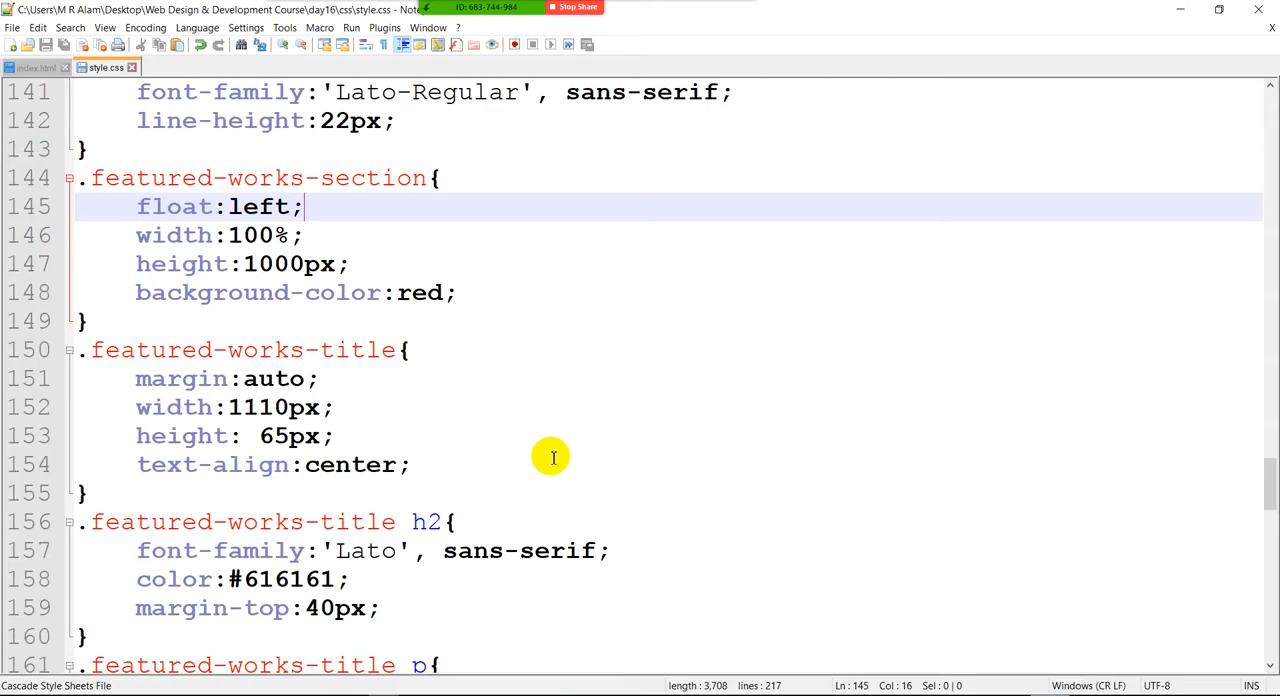 C:\Users\M R Alam\Desktop\Web Design & Development Course\day16\css\style.css - Note
ID: 683-744-984
Stop Share
File Edit Search View Encoding Language Settings Tools Macro Run Plugins Window ?
X
index.html style.css
141 font-family:'Lato-Regular', sans-serif;
142 line-height:22px;
143 }
144 .featured-works-section{
145 float:left;
146 width:100%;
147 height:1000px;
148 background-color:red;
149 }
150 .featured-works-title{
151 margin:auto;
152 width:1110px;
153 height: 65px;
154 text-align:center;
155 }
156 .featured-works-title h2{
157 font-family:'Lato', sans-serif;
158 color:#616161;
159 margin-top:40px;
160 }
161 .featured-works-title p{
Cascade Style Sheets File length : 3,708 lines : 217 Ln : 145 Col : 16 Sel : 0 | 0 Windows (CR LF) UTF-8 INS